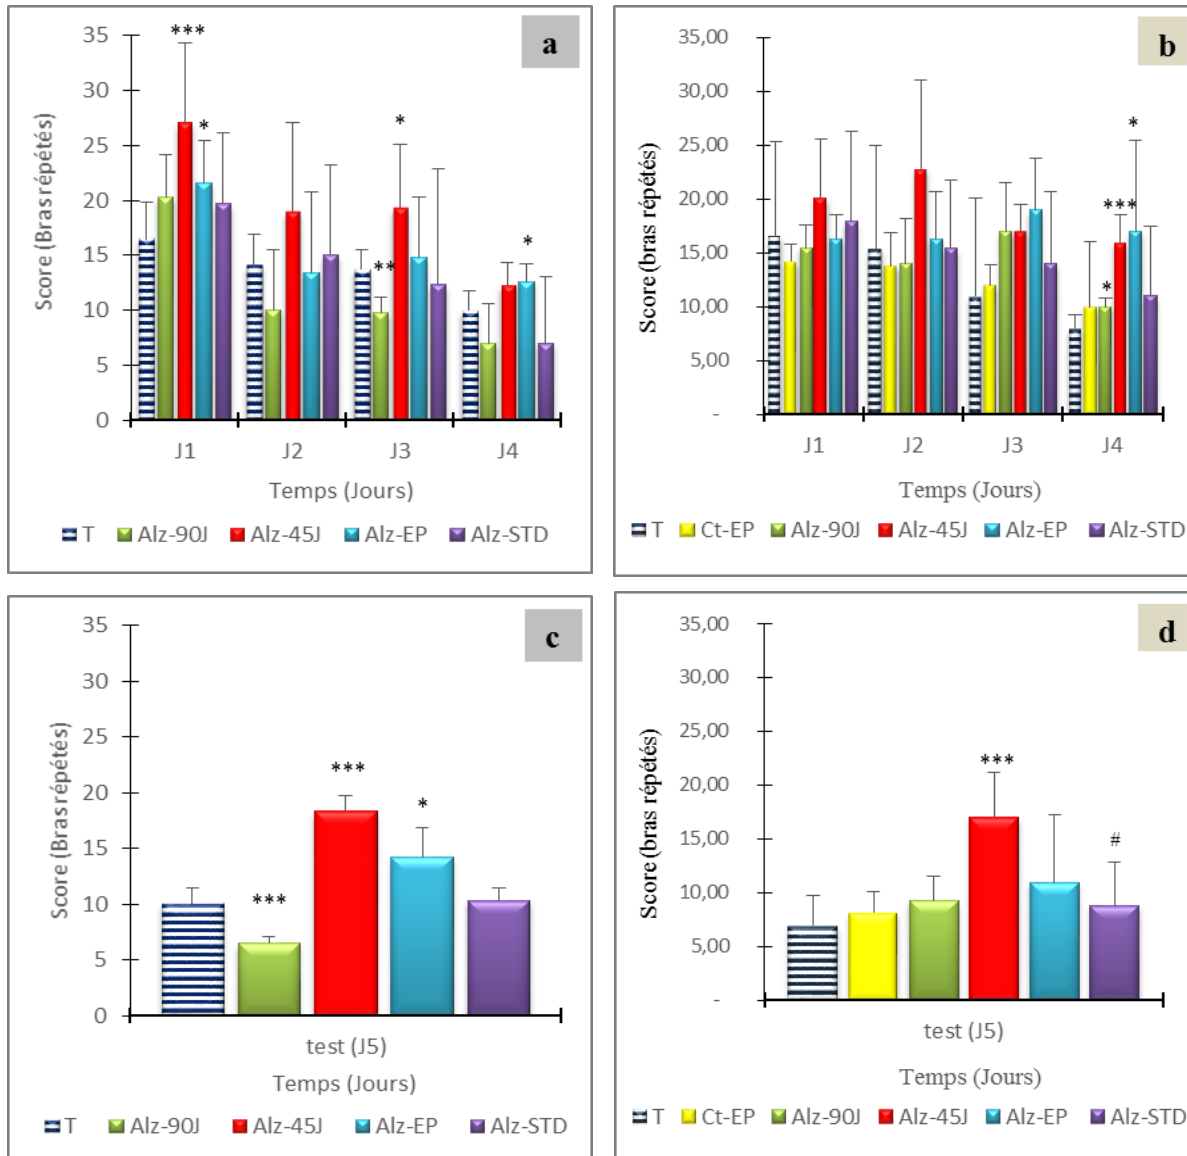 a
Score (Bras répétés)
35
30
25
20
15
10
5
0
***
*
**
*
*
J1 J2 J3 J4
Temps (Jours)
T Alz-90J Alz-45J Alz-EP Alz-STD
b
Score (bras répétés)
35,00
30,00
25,00
20,00
15,00
10,00
5,00
-
*
***
*
J1 J2 J3 J4
Temps (Jours)
T Ct-EP Alz-90J Alz-45J Alz-EP Alz-STD
c
Score (Bras répétés)
35
30
25
20
15
10
5
0
***
***
*
test (J5)
Temps (Jours)
T Alz-90J Alz-45J Alz-EP Alz-STD
d
Score (bras répétés)
35,00
30,00
25,00
20,00
15,00
10,00
5,00
-
***
#
test (J5)
Temps (Jours)
T Ct-EP Alz-90J Alz-45J Alz-EP Alz-STD